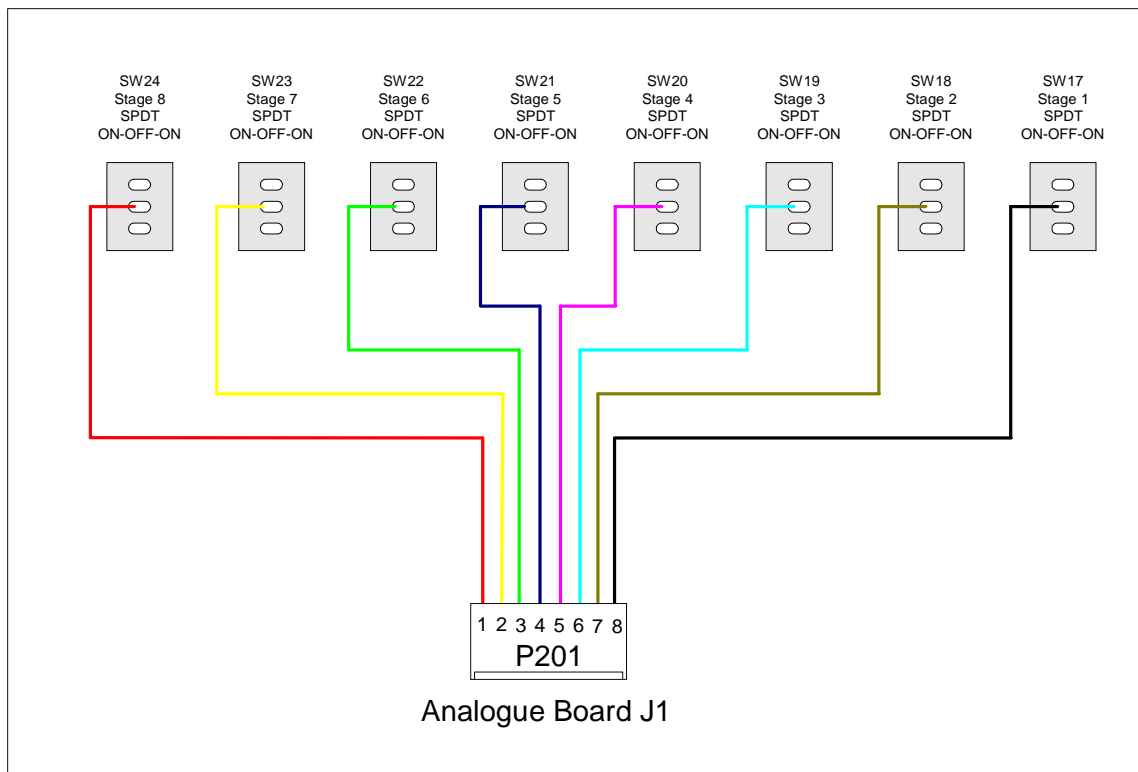 SW24
Stage 8
SPDT
ON-OFF-ON
SW23
Stage 7
SPDT
ON-OFF-ON
SW22
Stage 6
SPDT
ON-OFF-ON
SW21
Stage 5
SPDT
ON-OFF-ON
SW20
Stage 4
SPDT
ON-OFF-ON
SW19
Stage 3
SPDT
ON-OFF-ON
SW18
Stage 2
SPDT
ON-OFF-ON
SW17
Stage 1
SPDT
ON-OFF-ON
1 2 3 4 5 6 7 8
P201
Analogue Board J1